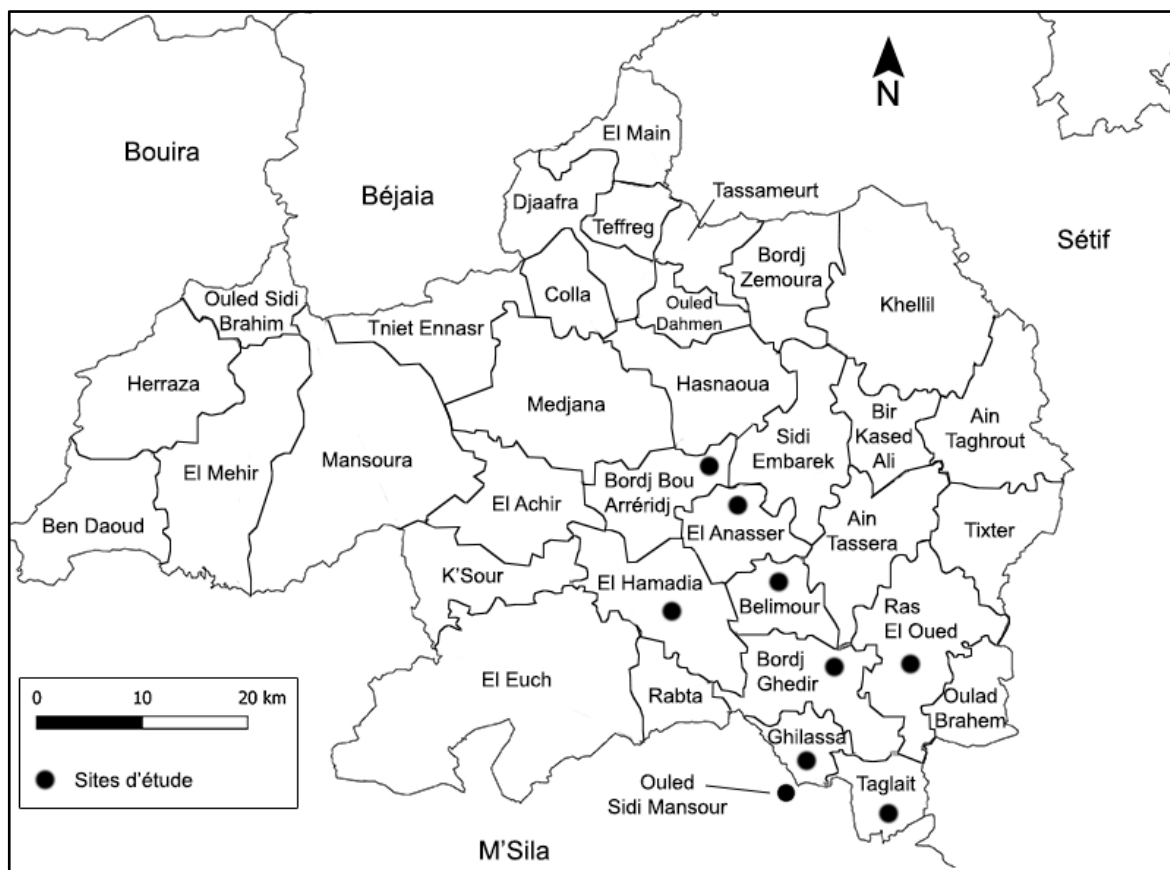 N
El Main
Bouira
Tassameurt
Béjaia
Djaafra
Teffreg
Sétif
Bordj
Zemoura
Ouled Sidi
Brahim
Colla
Ouled
Dahmen
Khellil
Tniet Ennasr
Herraza
Medjana
Hasnaoua
Bir
Kased
Ali
Ain
Taghrout
Sidi
Embarek
Mansoura
El Mehir
Bordj Bou
Arréridj
El Achir
Ben Daoud
El Anasser
Ain
Tassera
Tixter
K'Sour
El Hamadia
Belimour
Ras
El Oued
El Euch
Bordj
Ghedir
Rabta
Oulad
Brahem
0 10 20 km
Ghilassa
Sites d'étude
Ouled
Sidi Mansour
Taglait
M'Sila